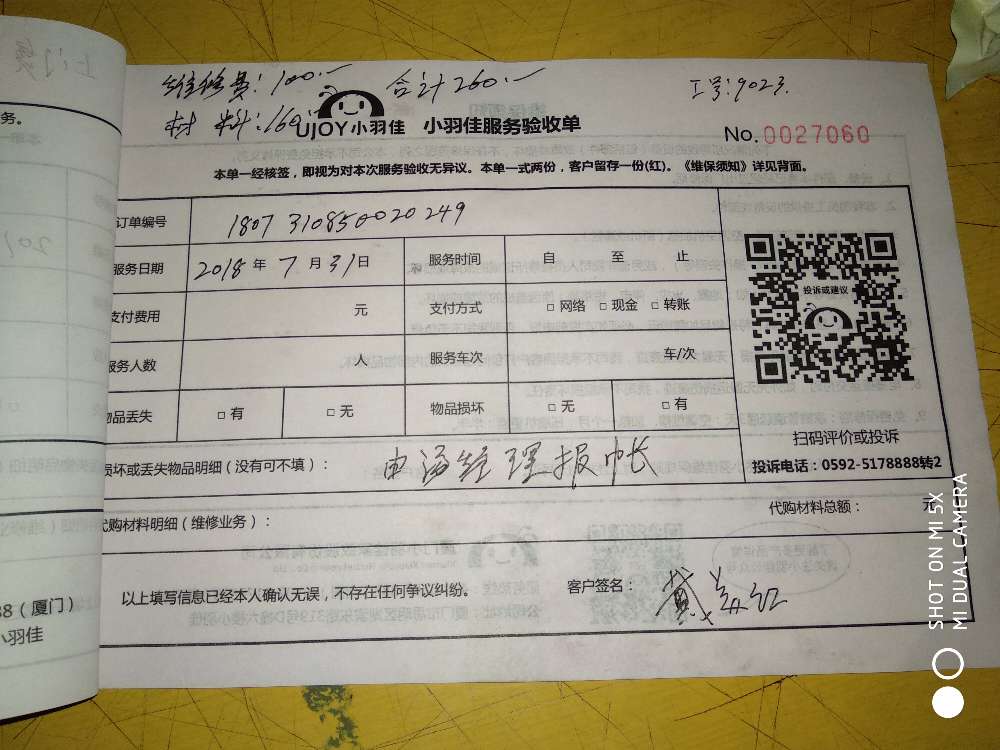 维修费：100.—
合计260.—
工号：9023.
材 料：160.—
UJOY小羽佳 小羽佳服务验收单
No. 0027060
本单一经核签，即视为对本次服务验收无异议。本单一式两份，客户留存一份(红)。《维保须知》详见背面。
订单编号 1807 310850020249
服务日期 2018 年 7 月 31 日 服务时间 自 至 止
支付费用 元 支付方式 □ 网络 □ 现金 □ 转账
服务人数 人 服务车次 车/次
物品丢失 □ 有 □ 无 物品损坏 □ 无 □ 有
投诉或建议
扫码评价或投诉
投诉电话：0592-5178888转2
损坏或丢失物品明细（没有可不填）：
经理报帐
代购材料明细（维修业务）：
代购材料总额： 元
以上填写信息已经本人确认无误，不存在任何争议纠纷。
客户签名：
务。
88（厦门）
小羽佳
SHOT ON MI 5X
MI DUAL CAMERA